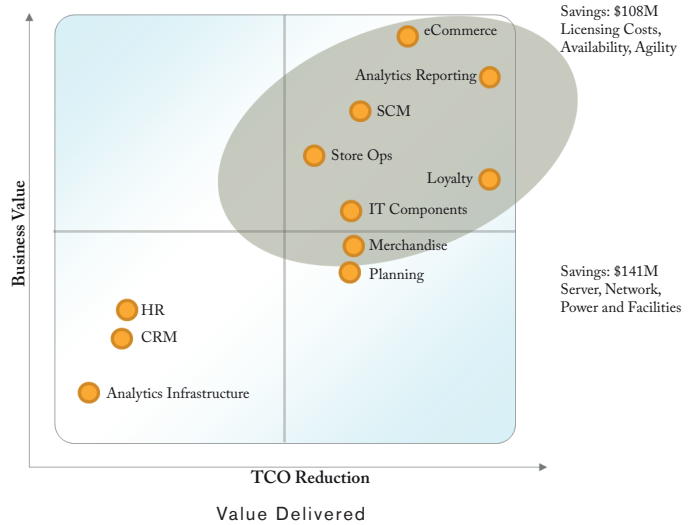 Savings: $108M
Licensing Costs,
Availability, Agility
eCommerce
Analytics Reporting
SCM
Store Ops
Loyalty
IT Components
Merchandise
Planning
Savings: $141M
Server, Network,
Power and Facilities
HR
CRM
Analytics Infrastructure
Business Value
TCO Reduction
Value Delivered